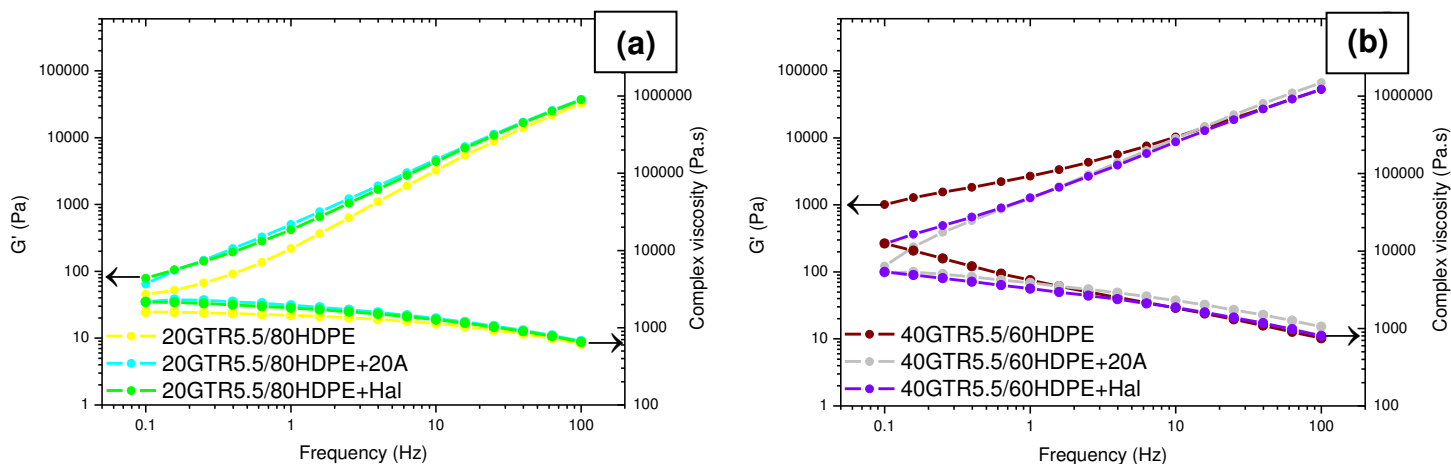 (a)
100000
10000
1000
100
10
1
G' (Pa)
1000000
100000
10000
1000
100
Complex viscosity (Pa.s)
20GTR5.5/80HDPE
20GTR5.5/80HDPE+20A
20GTR5.5/80HDPE+Hal
0.1 1 10 100
Frequency (Hz)
(b)
100000
10000
1000
100
10
1
G' (Pa)
1000000
100000
10000
1000
100
Complex viscosity (Pa.s)
40GTR5.5/60HDPE
40GTR5.5/60HDPE+20A
40GTR5.5/60HDPE+Hal
0.1 1 10 100
Frequency (Hz)